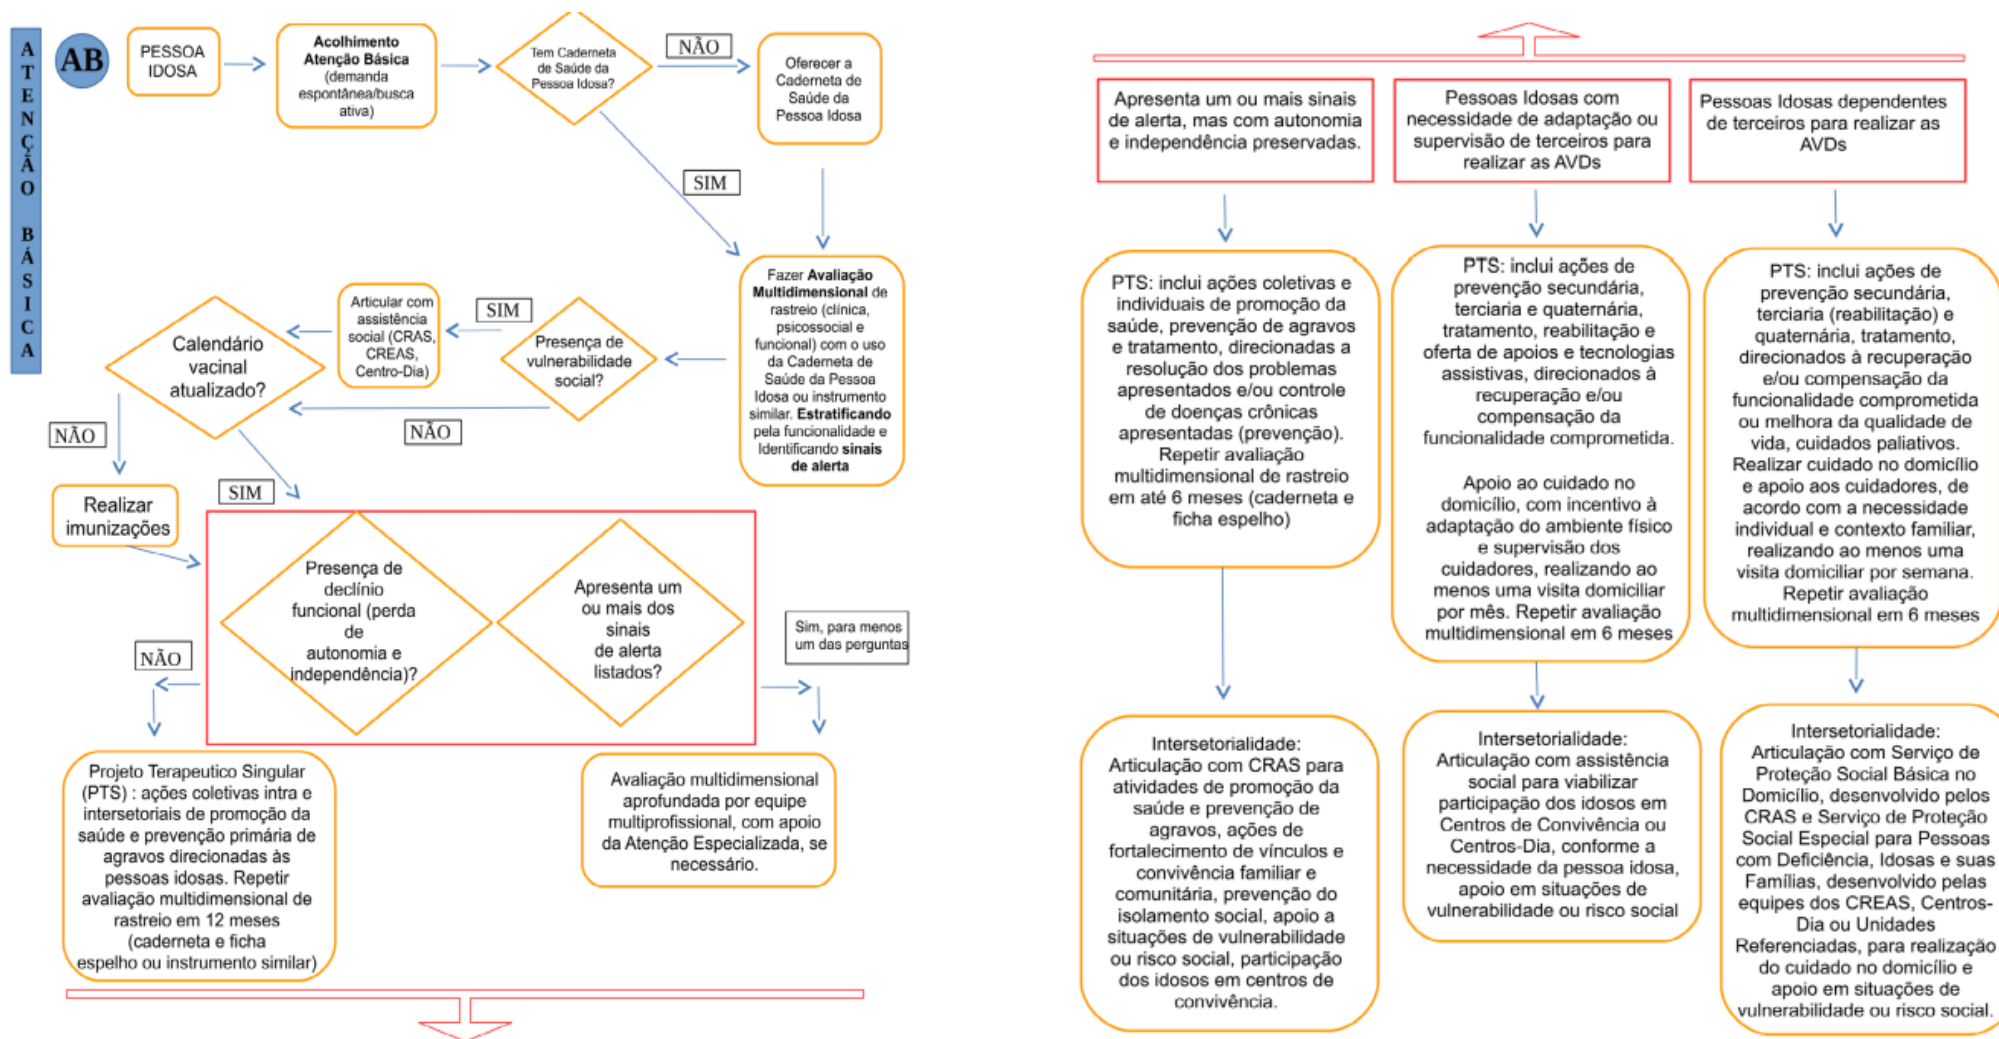 ATENÇÃO BÁSICA
AB
PESSOA
IDOSA
Acolhimento
Atenção Básica
(demanda
espontânea/busca
ativa)
Tem Caderneta
de Saúde da
Pessoa Idosa?
NÃO
Oferecer a
Caderneta de
Saúde da
Pessoa Idosa
SIM
Fazer Avaliação
Multidimensional de
rastreio (clínica,
psicossocial e
funcional) com o uso
da Caderneta de
Saúde da Pessoa
Idosa ou instrumento
similar. Estratificando
pela funcionalidade e
Identificando sinais
de alerta
Presença de
vulnerabilidade
social?
SIM
Articular com
assistência
social (CRAS,
CREAS,
Centro-Dia)
NÃO
Calendário
vacinal
atualizado?
NÃO
Realizar
imunizações
SIM
Presença de
declínio
funcional (perda
de
autonomia e
independência)?
Apresenta um
ou mais dos
sinais
de alerta
listados?
Sim, para menos
um das perguntas
NÃO
Projeto Terapeutico Singular
(PTS) : ações coletivas intra e
intersetoriais de promoção da
saúde e prevenção primária de
agravos direcionadas às
pessoas idosas. Repetir
avaliação multidimensional de
rastreio em 12 meses
(caderneta e ficha
espelho ou instrumento similar)
Avaliação multidimensional
aprofundada por equipe
multiprofissional, com apoio
da Atenção Especializada, se
necessário.
Apresenta um ou mais sinais
de alerta, mas com autonomia
e independência preservadas.
PTS: inclui ações coletivas e
individuais de promoção da
saúde, prevenção de agravos
e tratamento, direcionadas a
resolução dos problemas
apresentados e/ou controle
de doenças crônicas
apresentadas (prevenção).
Repetir avaliação
multidimensional de rastreio
em até 6 meses (caderneta e
ficha espelho)
Intersetorialidade:
Articulação com CRAS para
atividades de promoção da
saúde e prevenção de
agravos, ações de
fortalecimento de vínculos e
convivência familiar e
comunitária, prevenção do
isolamento social, apoio a
situações de vulnerabilidade
ou risco social, participação
dos idosos em centros de
convivência.
Pessoas Idosas com
necessidade de adaptação ou
supervisão de terceiros para
realizar as AVDs
PTS: inclui ações de
prevenção secundária,
terciaria e quaternária,
tratamento, reabilitação e
oferta de apoios e tecnologias
assistivas, direcionados à
recuperação e/ou
compensação da
funcionalidade comprometida.
Apoio ao cuidado no
domicílio, com incentivo à
adaptação do ambiente físico
e supervisão dos
cuidadores, realizando ao
menos uma visita domiciliar
por mês. Repetir avaliação
multidimensional em 6 meses
Intersetorialidade:
Articulação com assistência
social para viabilizar
participação dos idosos em
Centros de Convivência ou
Centros-Dia, conforme a
necessidade da pessoa idosa,
apoio em situações de
vulnerabilidade ou risco social
Pessoas Idosas dependentes
de terceiros para realizar as
AVDs
PTS: inclui ações de
prevenção secundária,
terciaria (reabilitação) e
quaternária, tratamento,
direcionados à recuperação
e/ou compensação da
funcionalidade comprometida
ou melhora da qualidade de
vida, cuidados paliativos.
Realizar cuidado no domicílio
e apoio aos cuidadores, de
acordo com a necessidade
individual e contexto familiar,
realizando ao menos uma
visita domiciliar por semana.
Repetir avaliação
multidimensional em 6 meses
Intersetorialidade:
Articulação com Serviço de
Proteção Social Básica no
Domicílio, desenvolvido pelos
CRAS e Serviço de Proteção
Social Especial para Pessoas
com Deficiência, Idosas e suas
Famílias, desenvolvido pelas
equipes dos CREAS, Centros-
Dia ou Unidades
Referenciadas, para realização
do cuidado no domicílio e
apoio em situações de
vulnerabilidade ou risco social.